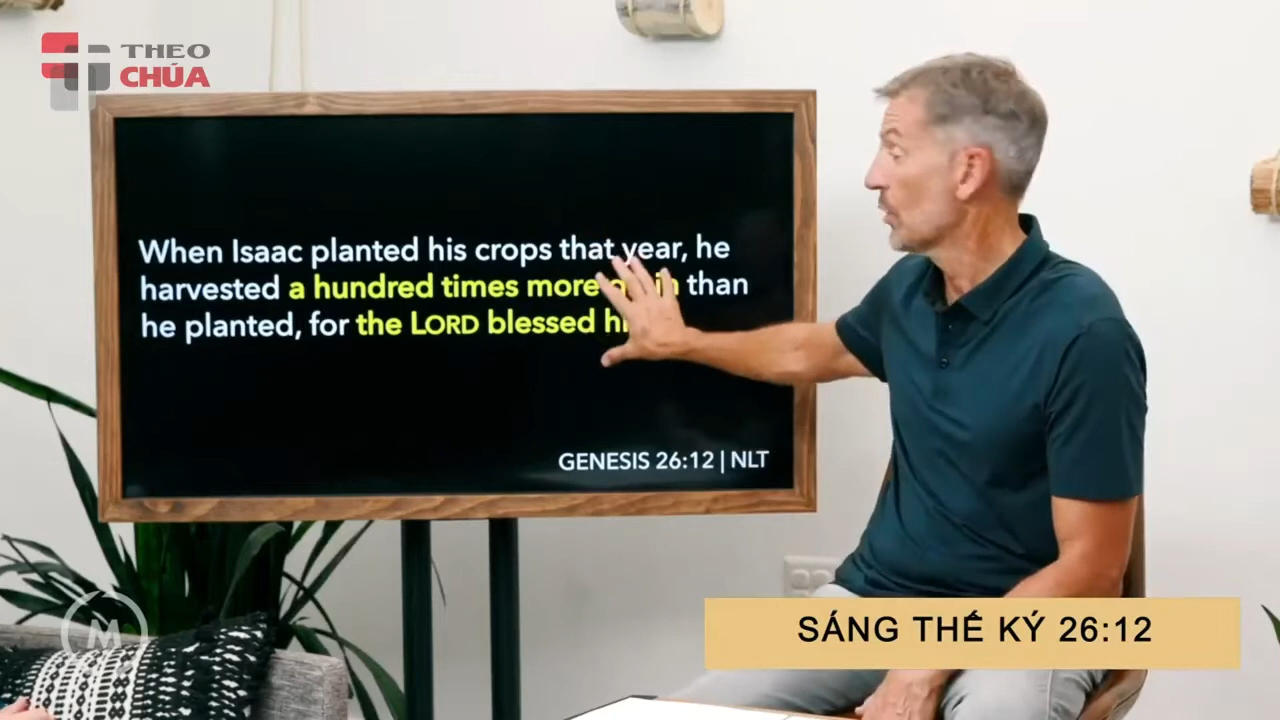 THEO
CHÚA
When Isaac planted his crops that year, he
harvested a hundred times more than
he planted, for the LORD blessed
GENESIS 26:12 | NLT
M
SÁNG THẾ KÝ 26:12